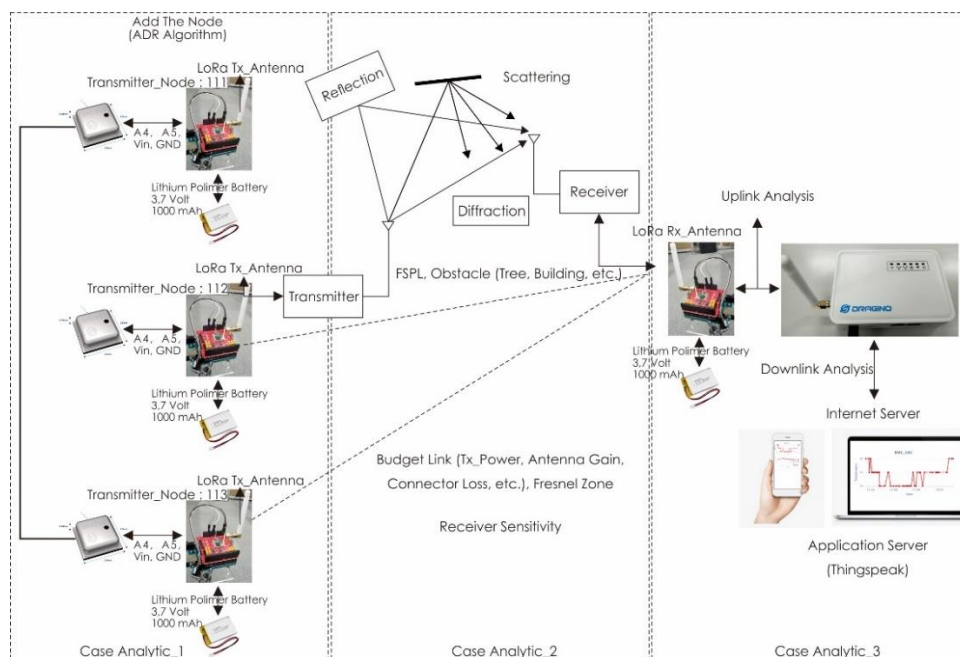 Add The Node
(ADR Algorithm)
LoRa Tx_Antenna
Transmitter_Node : 111
A4, A5,
Vin, GND
Lithium Polimer Battery
3.7 Volt
1000 mAh
LoRa Tx_Antenna
Transmitter_Node : 112
A4, A5,
Vin, GND
Lithium Polimer Battery
3.7 Volt
1000 mAh
LoRa Tx_Antenna
Transmitter_Node : 113
A4, A5,
Vin, GND
Lithium Polimer Battery
3.7 Volt
1000 mAh
Case Analytic_1
Reflection
Scattering
Receiver
Diffraction
Transmitter
FSPL, Obstacle (Tree, Building, etc.)
Budget Link (Tx_Power, Antenna Gain,
Connector Loss, etc.), Fresnel Zone
Receiver Sensitivity
Case Analytic_2
Uplink Analysis
LoRa Rx_Antenna
DRAGINO
Lithium Polimer Battery
3.7 Volt
1000 mAh
Downlink Analysis
Internet Server
Application Server
(Thingspeak)
Case Analytic_3